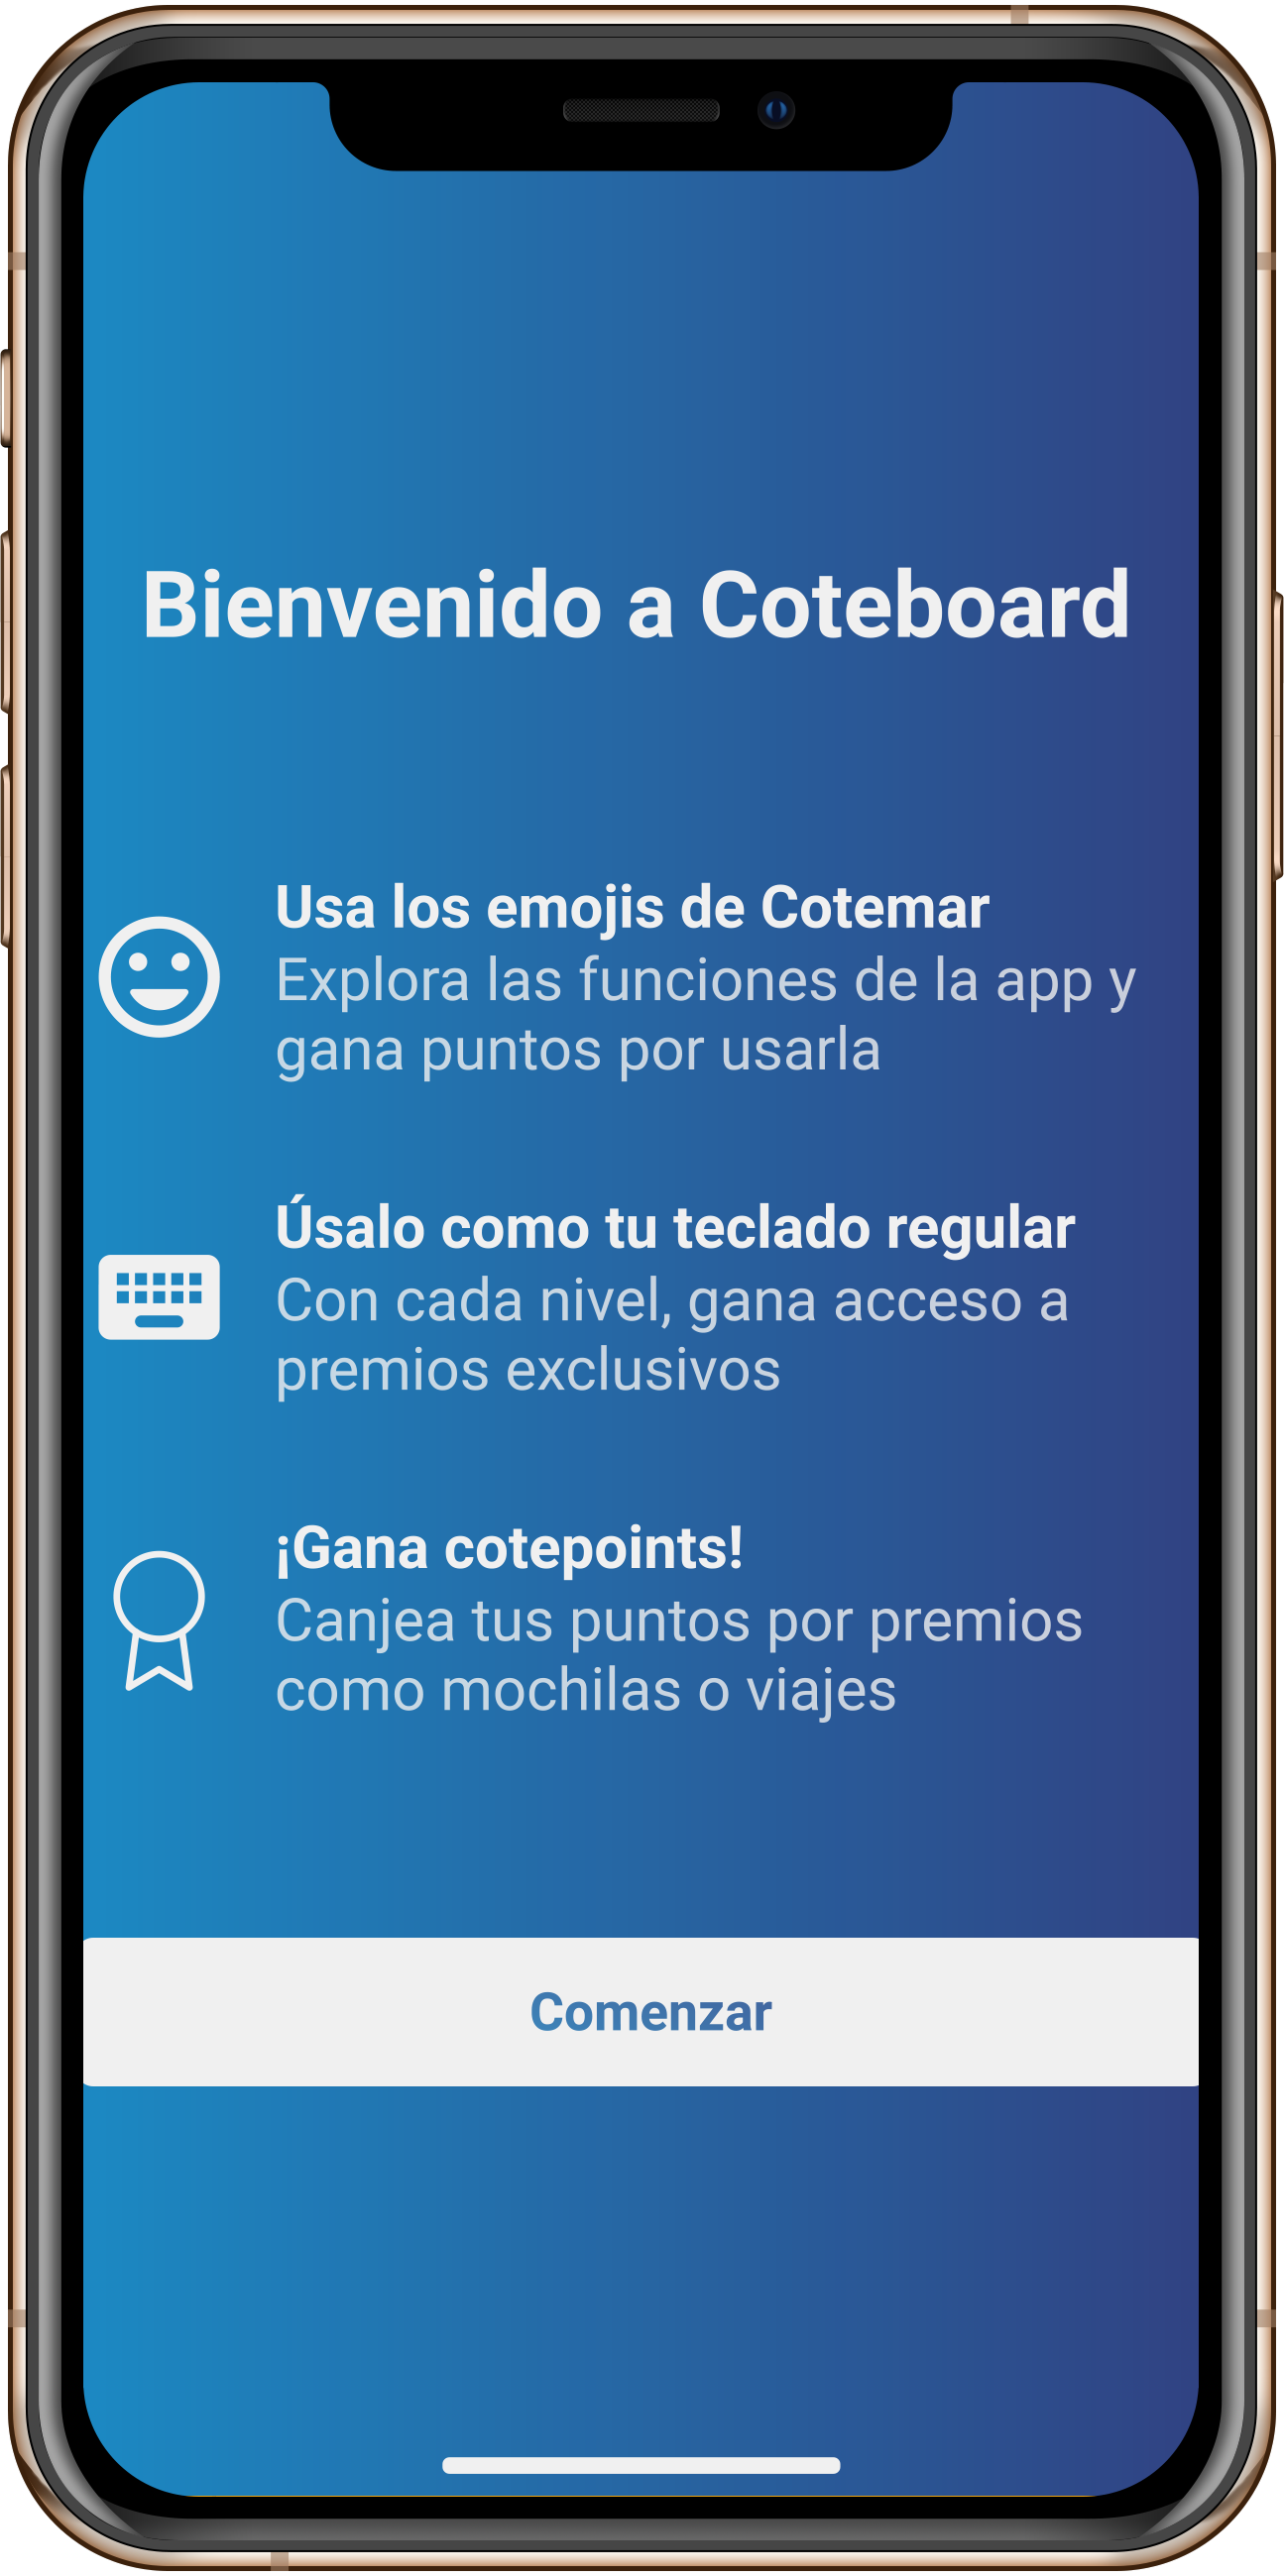 Bienvenido a Coteboard
Usa los emojis de Cotemar
Explora las funciones de la app y
gana puntos por usarla
Úsalo como tu teclado regular
Con cada nivel, gana acceso a
premios exclusivos
¡Gana cotepoints!
Canjea tus puntos por premios
como mochilas o viajes
Comenzar